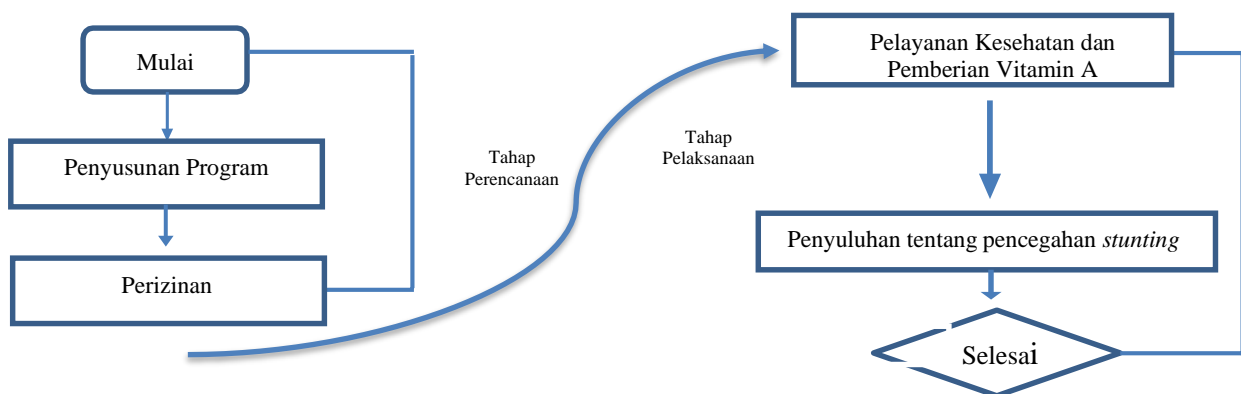 Mulai
Penyusunan Program
Perizinan
Tahap
Perencanaan
Tahap
Pelaksanaan
Pelayanan Kesehatan dan
Pemberian Vitamin A
Penyuluhan tentang pencegahan stunting
Selesai